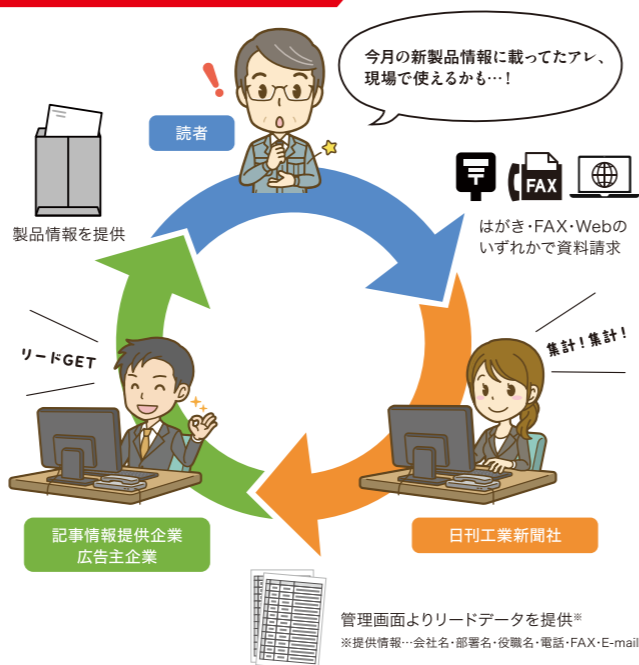 今月の新製品情報に載ってたアレ、
現場で使えるかも…！
読者
FAX
製品情報を提供
はがき・FAX・Webの
いずれかで資料請求
リードGET
集計！集計！
記事情報提供企業
広告主企業
日刊工業新聞社
管理画面よりリードデータを提供※
※提供情報…会社名・部署名・役職名・電話・FAX・E-mail